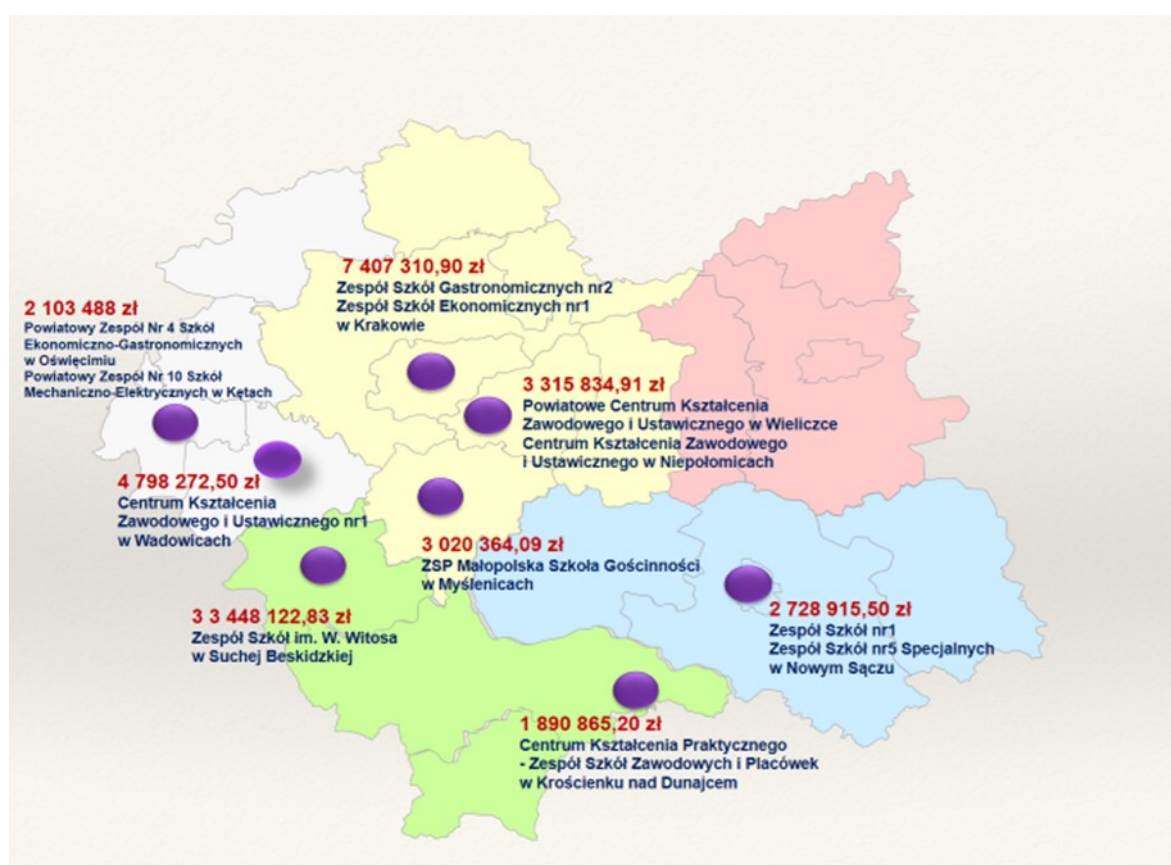 7 407 310,90 zł
Zespół Szkół Gastronomicznych nr2
Zespół Szkół Ekonomicznych nr1
w Krakowie
2 103 488 zł
Powiatowy Zespół Nr 4 Szkół
Ekonomiczno-Gastronomicznych
w Oświęcimiu
Powiatowy Zespół Nr 10 Szkół
Mechaniczno-Elektrycznych w Kętach
3 315 834,91 zł
Powiatowe Centrum Kształcenia
Zawodowego i Ustawicznego w Wieliczce
Centrum Kształcenia Zawodowego
i Ustawicznego w Niepołomicach
4 798 272,50 zł
Centrum Kształcenia
Zawodowego i Ustawicznego nr1
w Wadowicach
3 020 364,09 zł
ZSP Małopolska Szkoła Gościnności
w Myślenicach
3 3 448 122,83 zł
Zespół Szkół im. W. Witosa
w Suchej Beskidzkiej
2 728 915,50 zł
Zespół Szkół nr1
Zespół Szkół nr5 Specjalnych
w Nowym Sączu
1 890 865,20 zł
Centrum Kształcenia Praktycznego
- Zespół Szkół Zawodowych i Placówek
w Krościenku nad Dunajcem